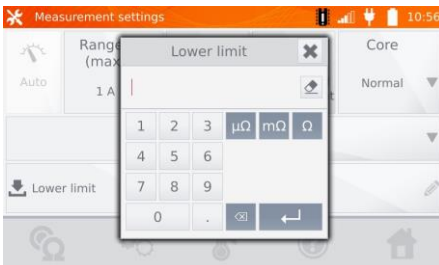 Measurement settings 10:56
Range
(max
Auto
1 A
Lower limit
Core
Normal
1 2 3 μΩ mΩ Ω
4 5 6
7 8 9
0 .
Lower limit